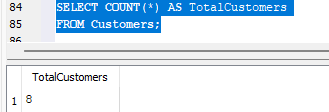 84 SELECT COUNT(*) AS TotalCustomers
85 FROM Customers;
86
TotalCustomers
1 8